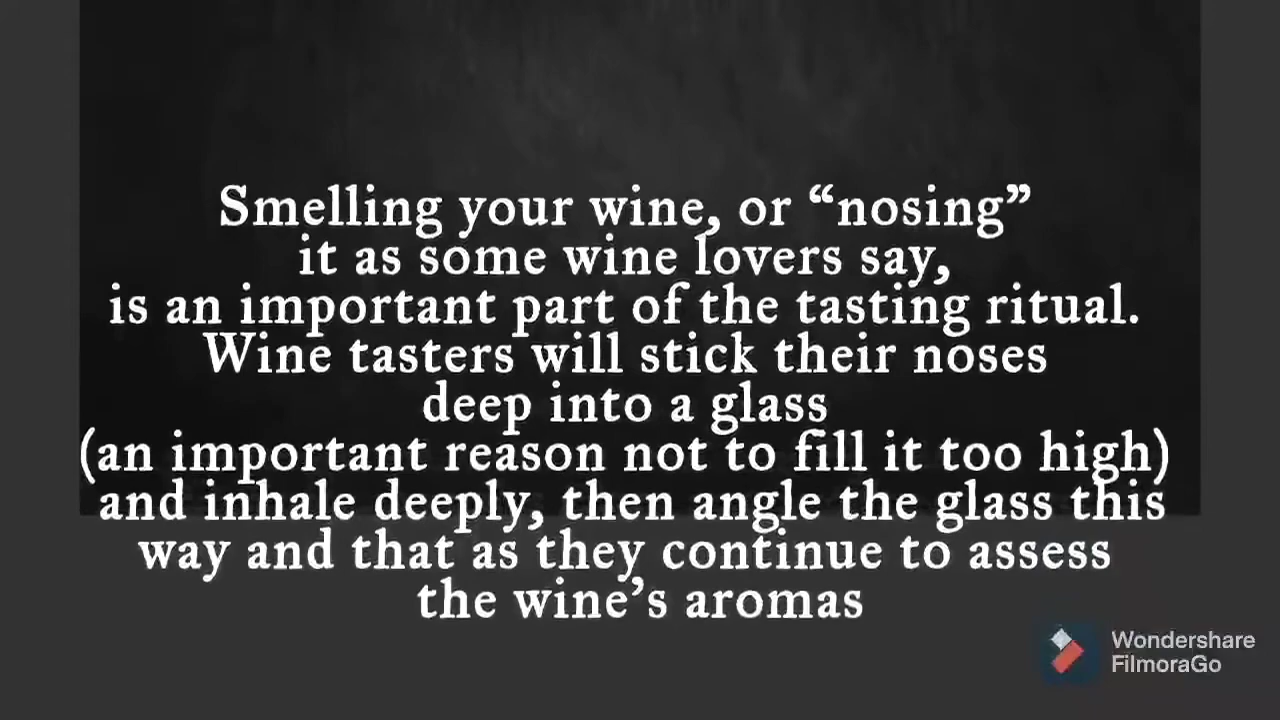 Smelling your wine, or “nosing”
it as some wine lovers say,
is an important part of the tasting ritual.
Wine tasters will stick their noses
deep into a glass
(an important reason not to fill it too high)
and inhale deeply, then angle the glass this
way and that as they continue to assess
the wine’s aromas
Wondershare
FilmoraGo